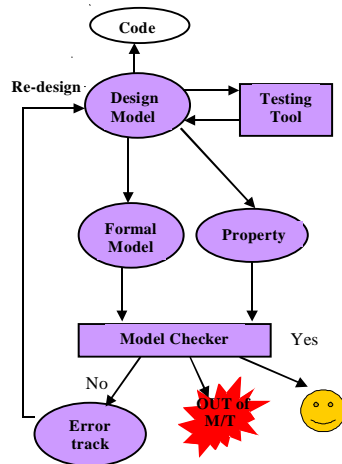 Code
Re-design
Design
Model
Testing
Tool
Formal
Model
Property
Model Checker
Yes
No
OUT of
M/T
Error
track